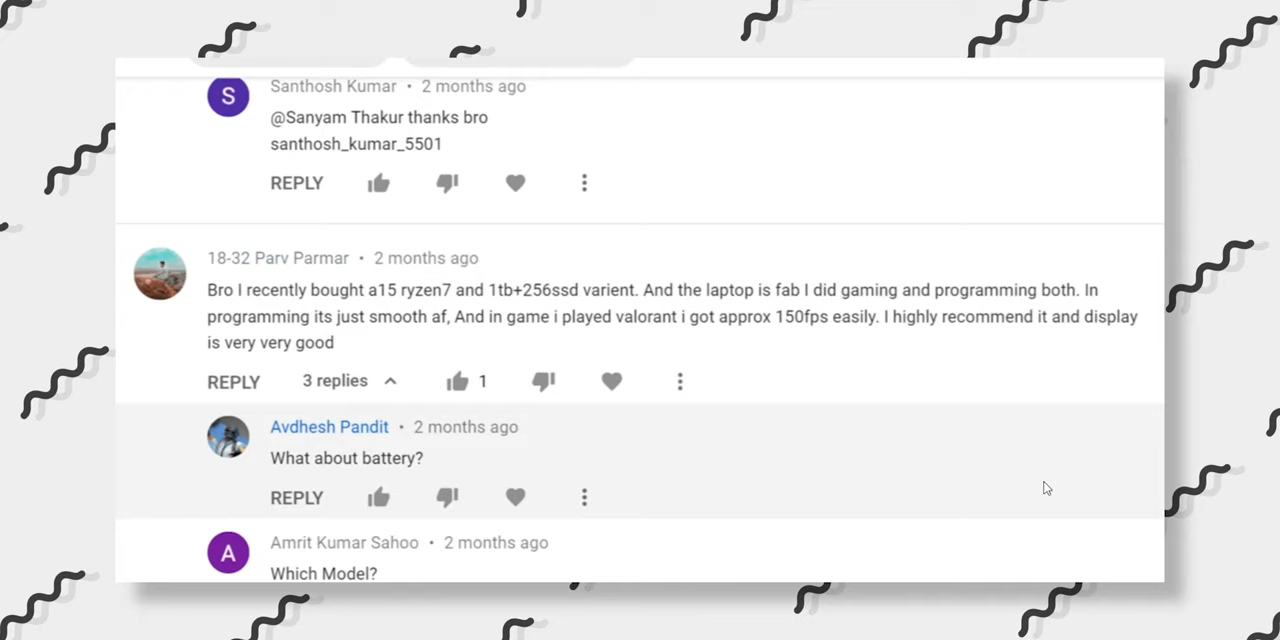 Santhosh Kumar • 2 months ago
S
@Sanyam Thakur thanks bro
santhosh_kumar_5501
REPLY
18-32 Parv Parmar • 2 months ago
Bro I recently bought a15 ryzen7 and 1tb+256ssd varient. And the laptop is fab I did gaming and programming both. In
programming its just smooth af, And in game i played valorant i got approx 150fps easily. I highly recommend it and display
is very very good
REPLY 3 replies 1
Avdhesh Pandit • 2 months ago
What about battery?
REPLY
Amrit Kumar Sahoo • 2 months ago
A
Which Model?